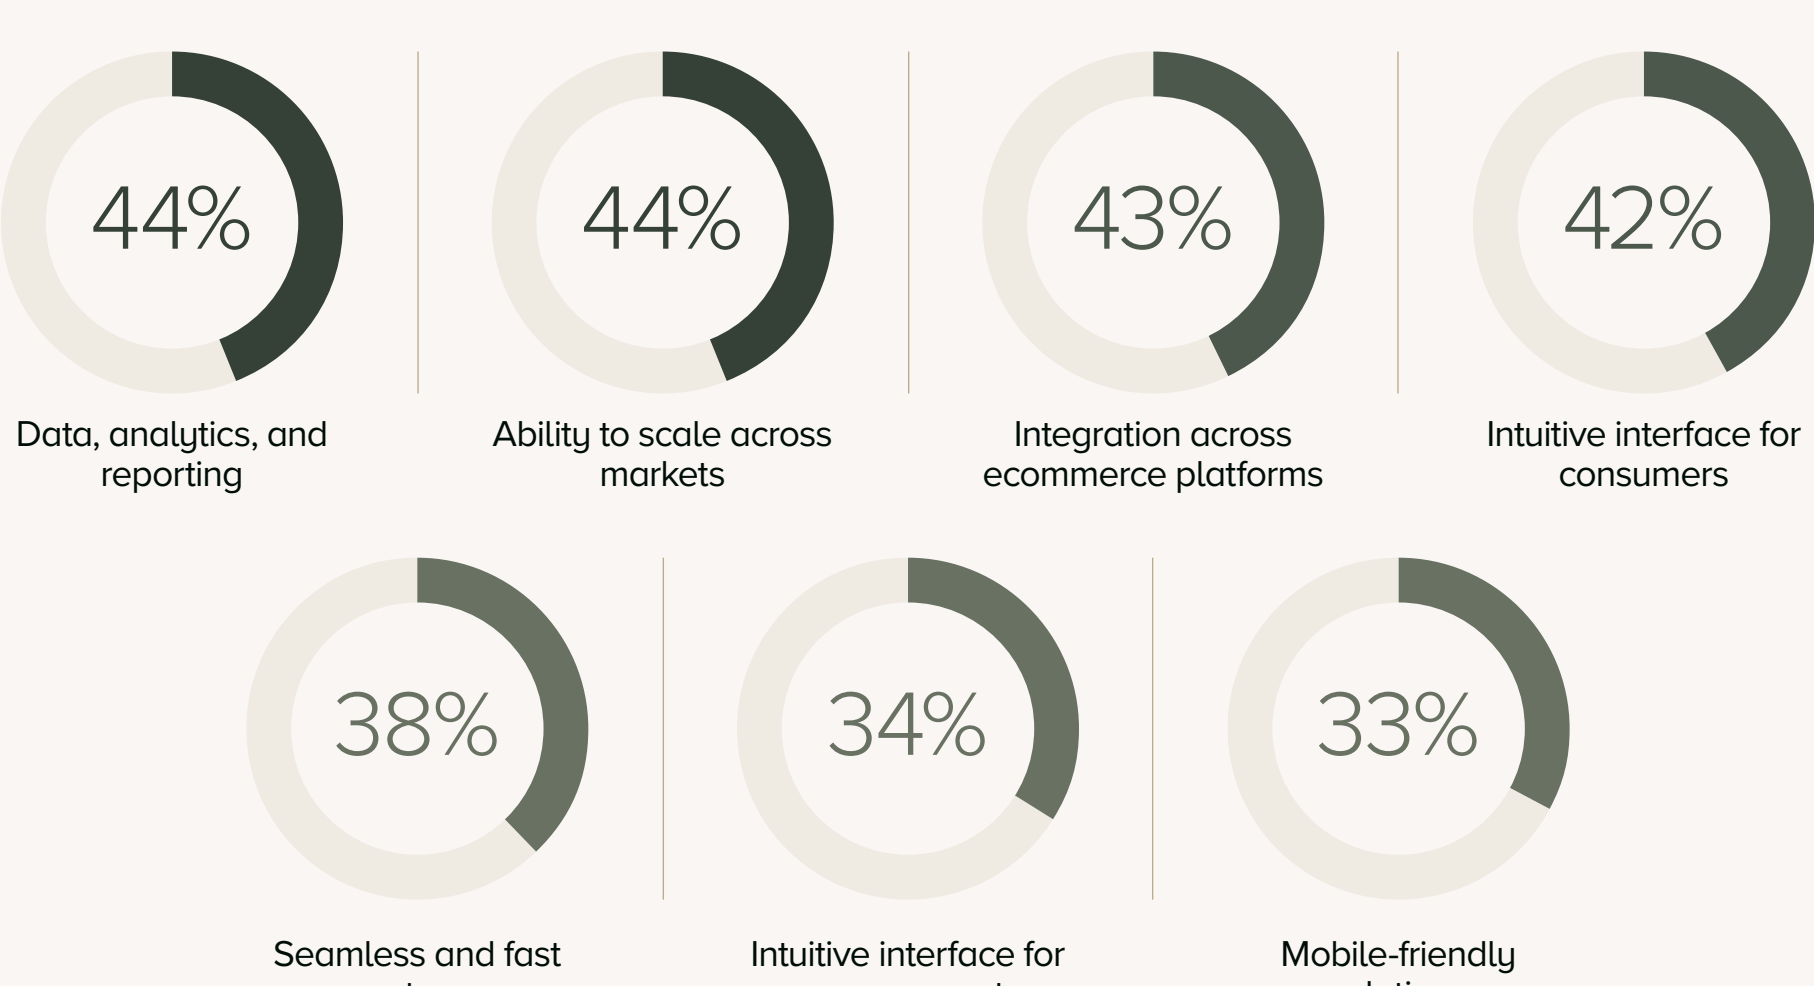 44%
44%
43%
42%
Data, analytics, and
reporting
Ability to scale across
markets
Integration across
ecommerce platforms
Intuitive interface for
consumers
38%
34%
33%
Seamless and fast
Intuitive interface for
Mobile-friendly